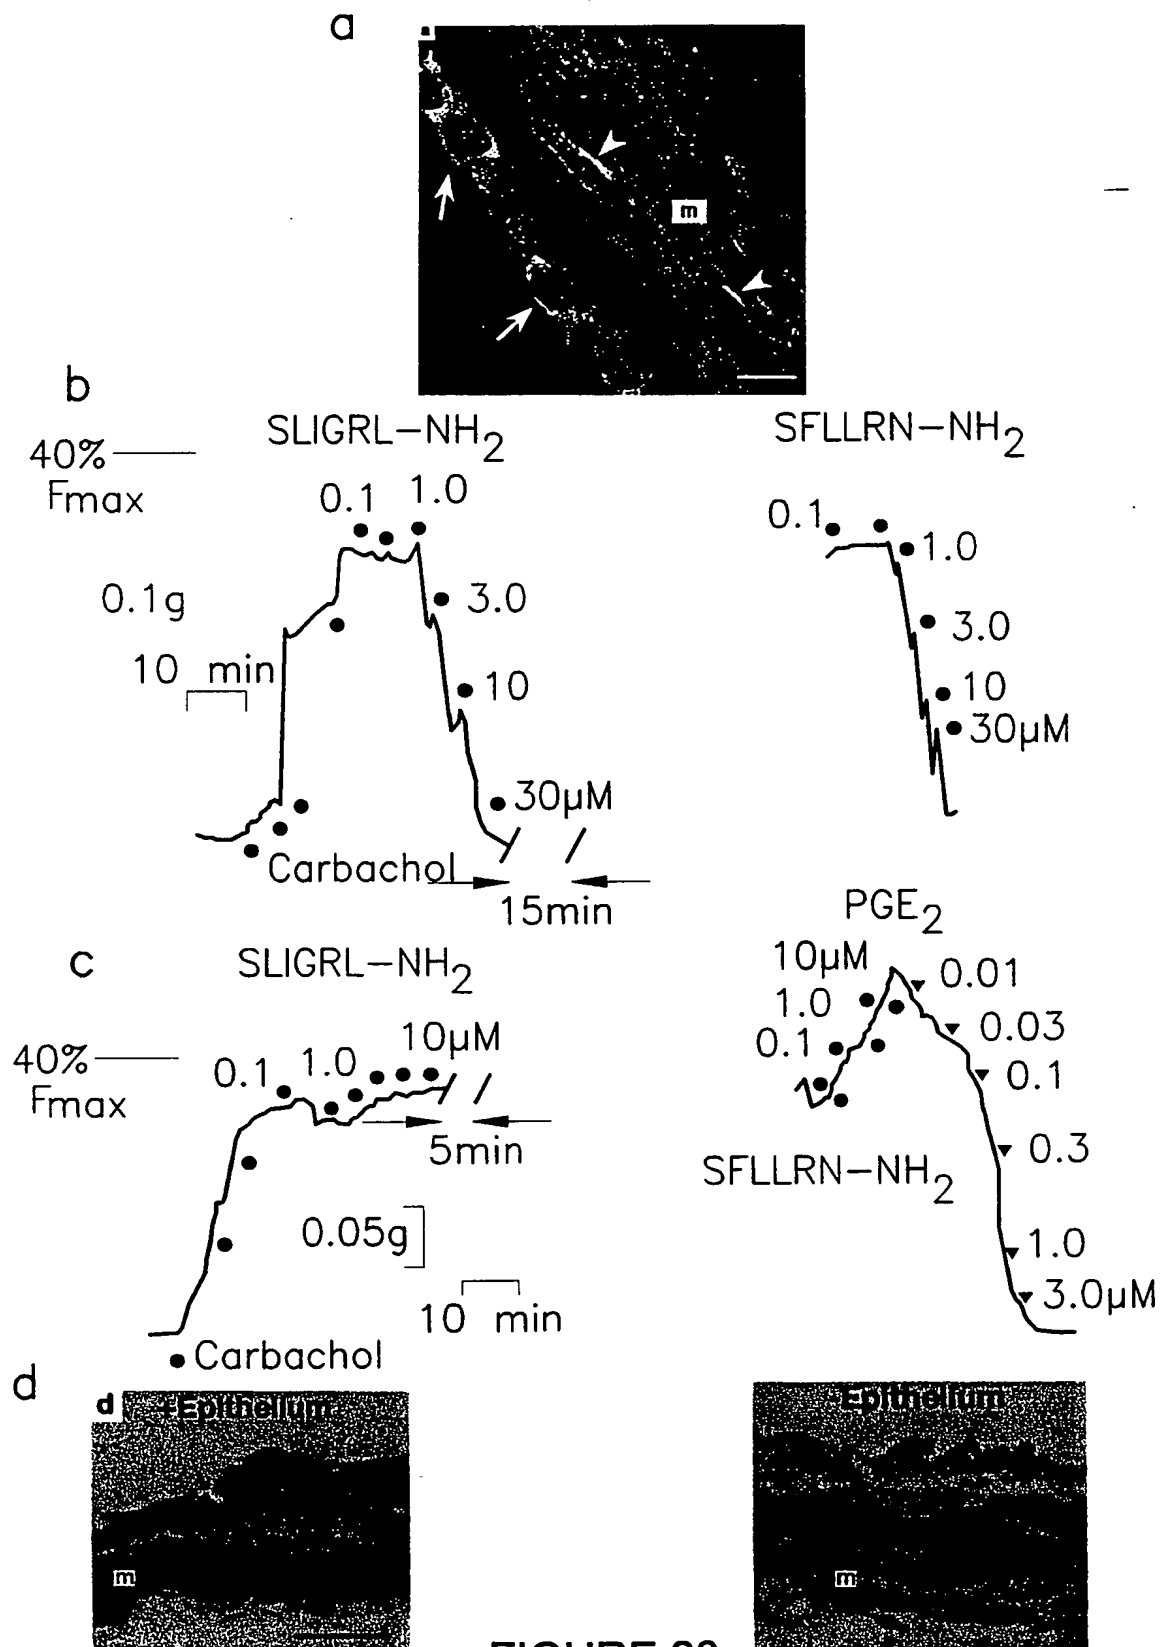 a
a
m
b
SLIGRL-NH2
SFLLRN-NH2
40%
Fmax
0.1 1.0
0.1
1.0
0.1g
3.0
3.0
10 min
10
10
30µM
30µM
Carbachol
15min
PGE2
c
SLIGRL-NH2
10µM
0.01
1.0
0.03
10µM
40%
0.1 1.0
0.1
0.1
Fmax
5min
0.3
SFLLRN-NH2
0.05g
1.0
10 min
3.0µM
Carbachol
d
d +Epithelium
-Epithelium
m
m